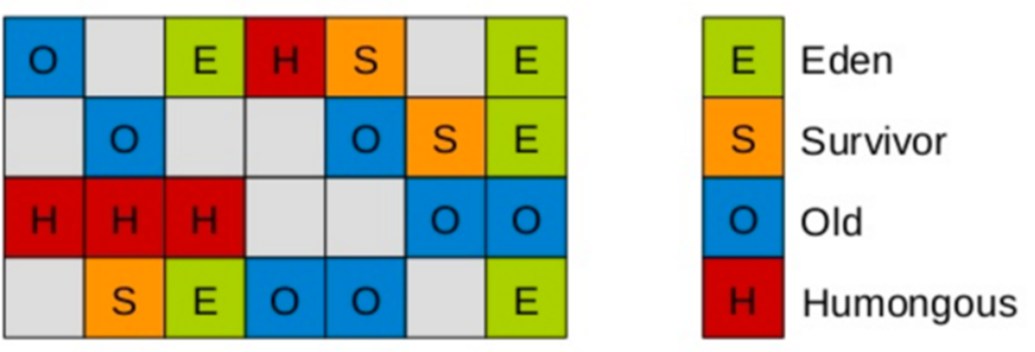 O E H S E
O O S E
H H H O O
S E O O E
E Eden
S Survivor
O Old
H Humongous